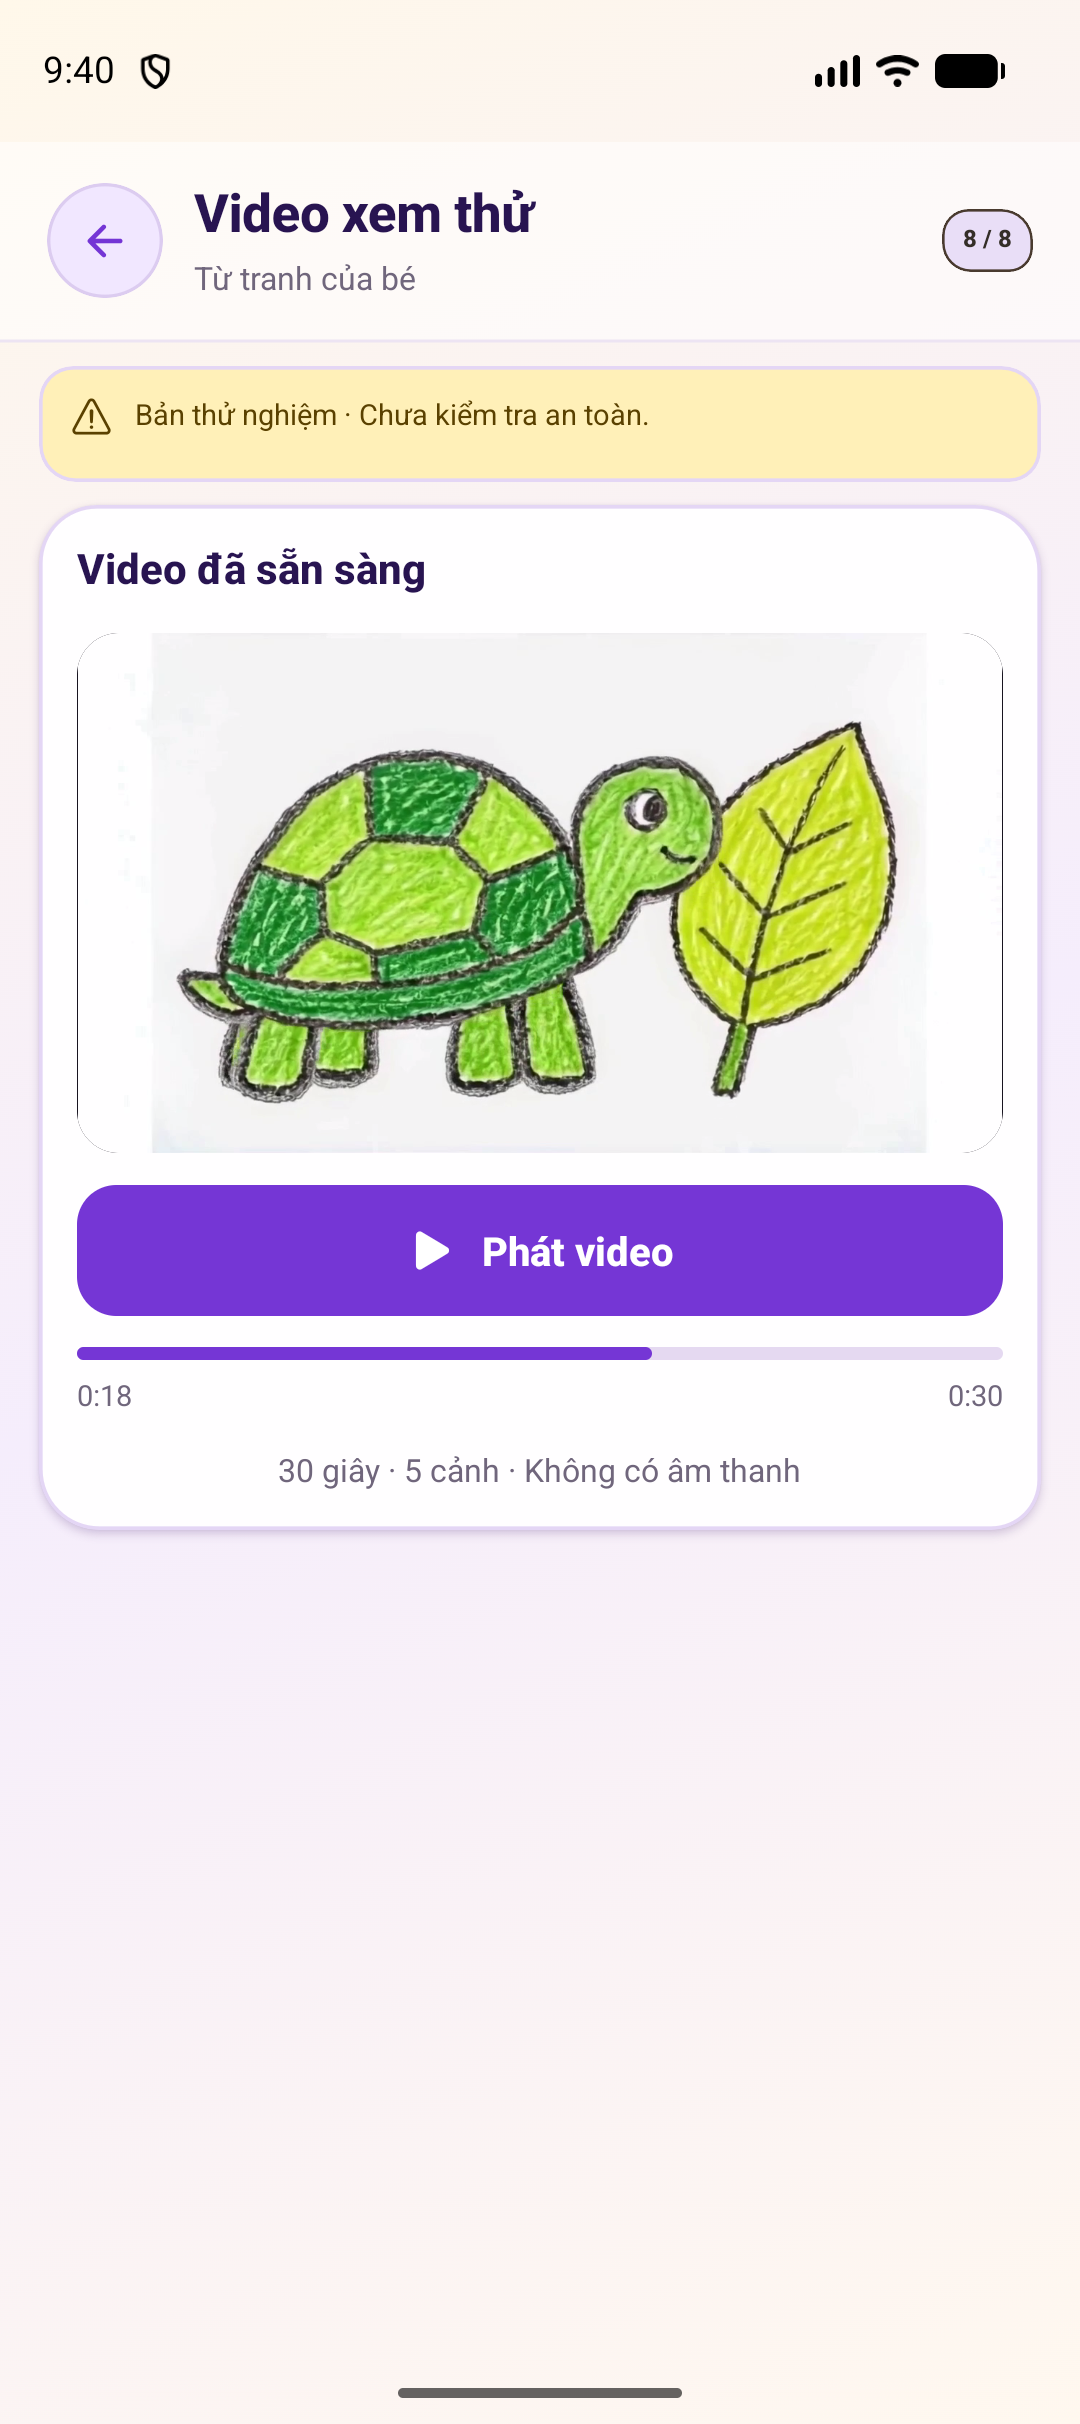 9:40
Video xem thử
Từ tranh của bé
8 / 8
Bản thử nghiệm · Chưa kiểm tra an toàn.
Video đã sẵn sàng
Phát video
0:18
0:30
30 giây · 5 cảnh · Không có âm thanh